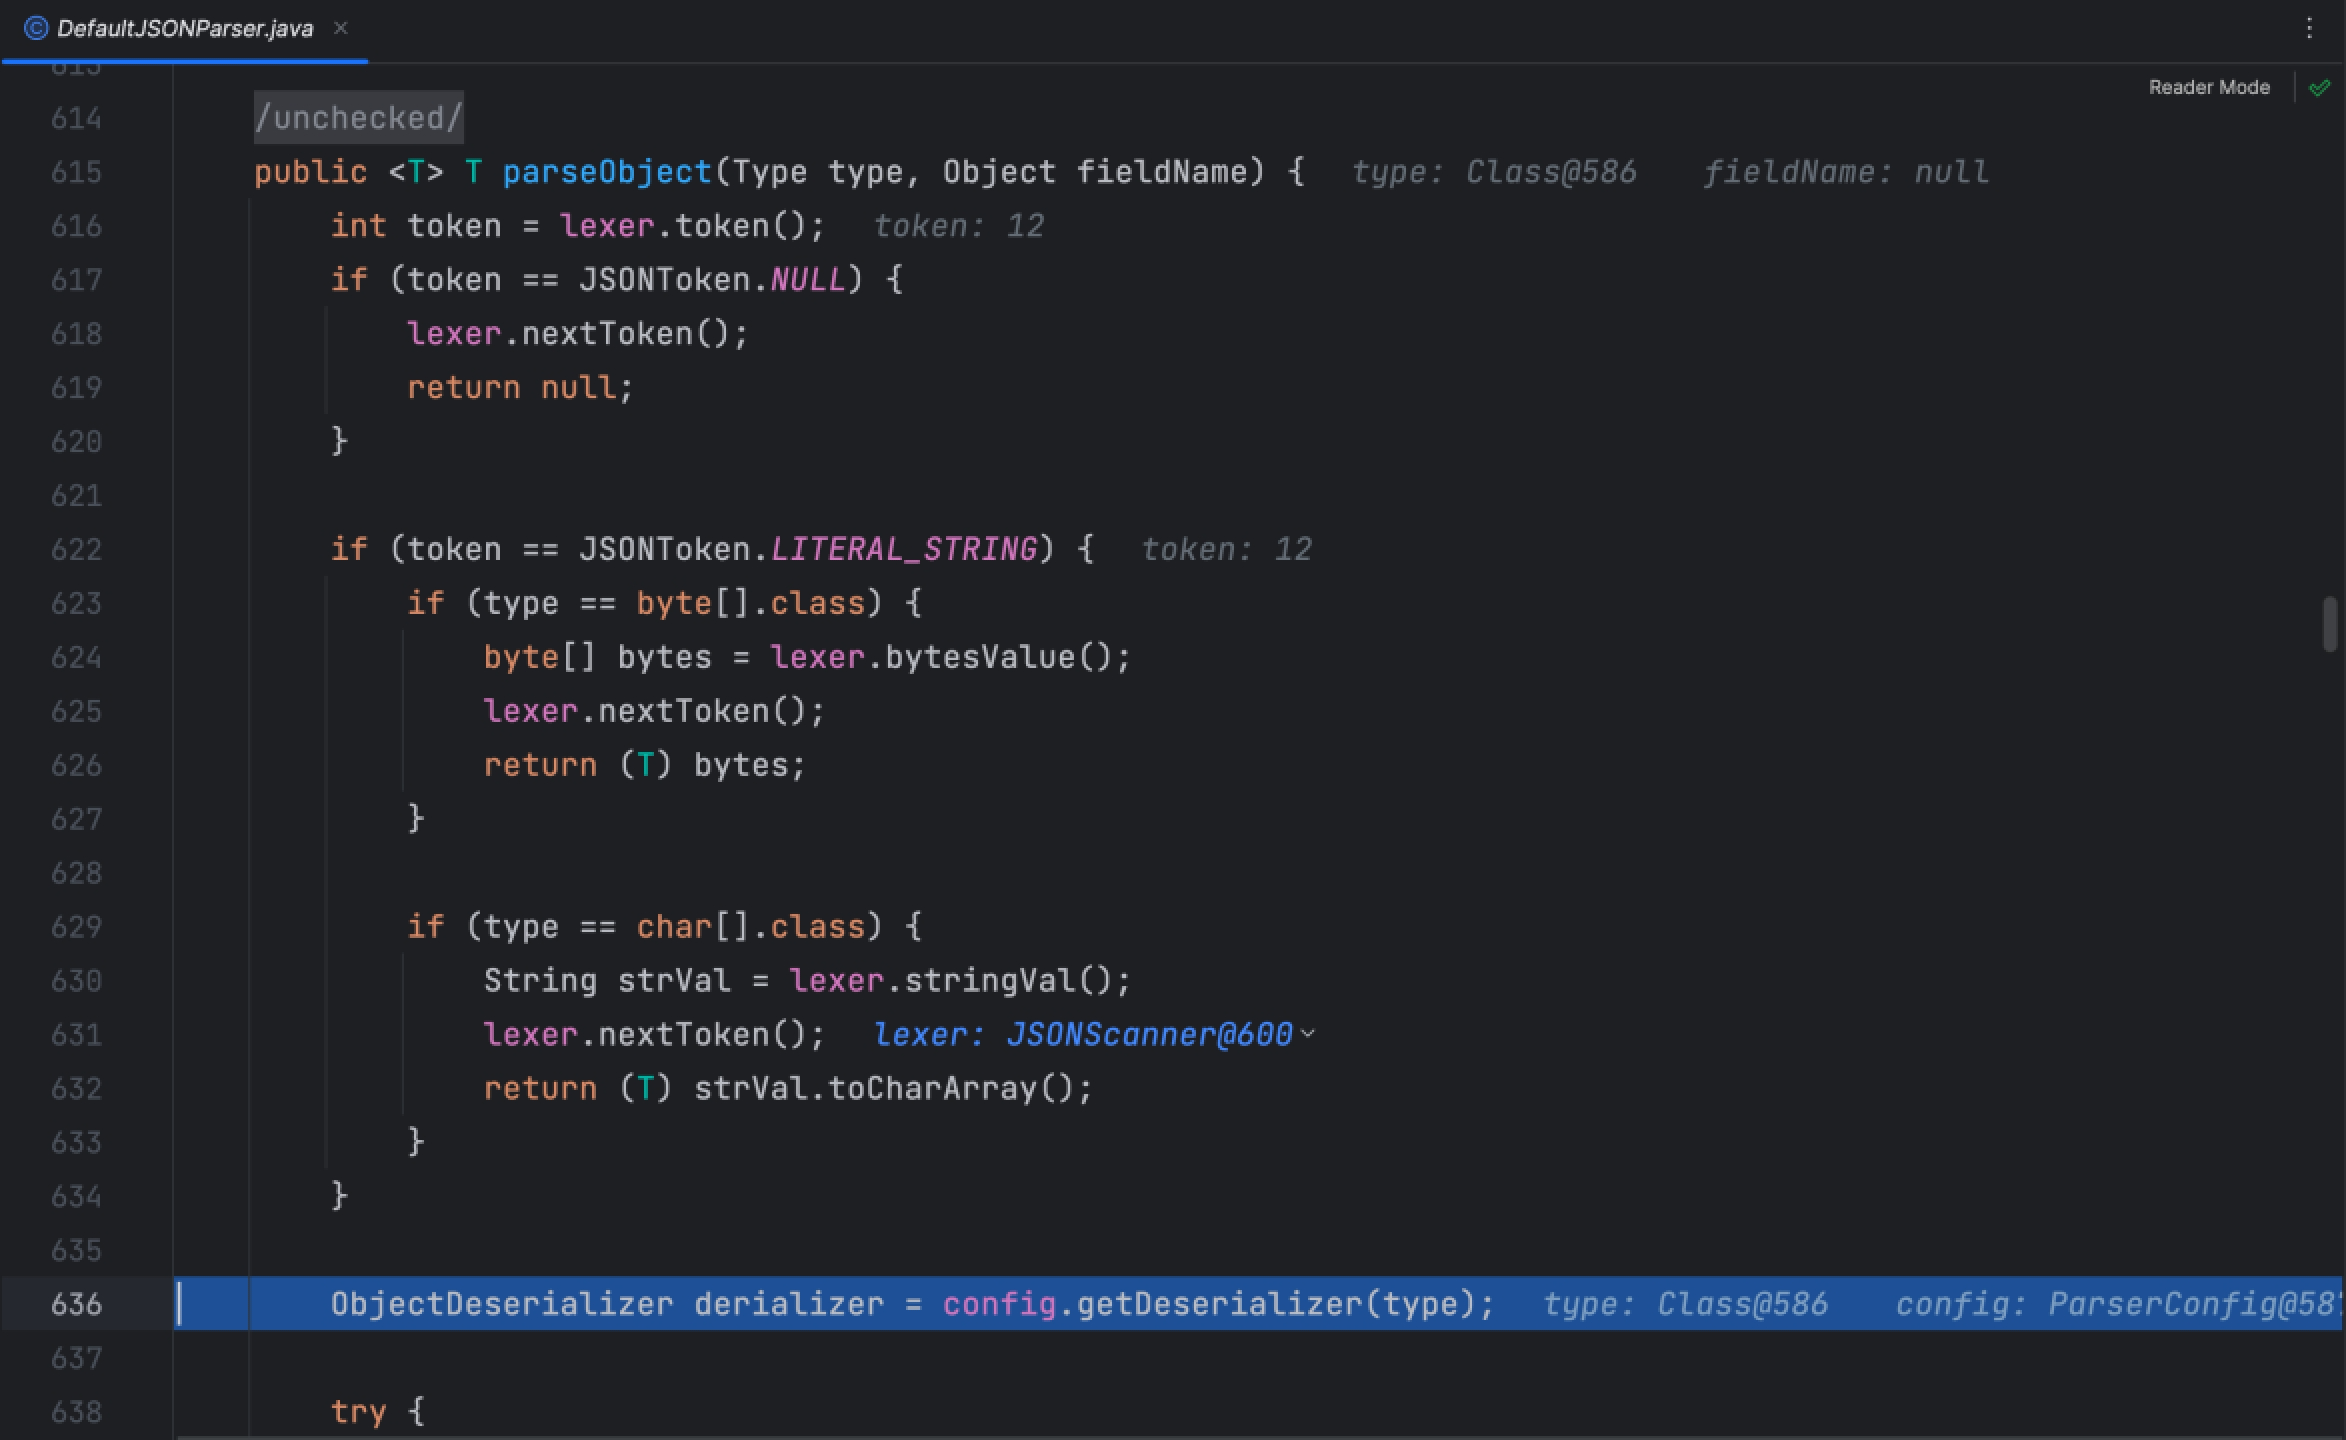 DefaultJSONParser.java
Reader Mode
613
614 /unchecked/
615 public <T> T parseObject(Type type, Object fieldName) { type: Class@586 fieldName: null
616 int token = lexer.token(); token: 12
617 if (token == JSONToken.NULL) {
618 lexer.nextToken();
619 return null;
620 }
621
622 if (token == JSONToken.LITERAL_STRING) { token: 12
623 if (type == byte[].class) {
624 byte[] bytes = lexer.bytesValue();
625 lexer.nextToken();
626 return (T) bytes;
627 }
628
629 if (type == char[].class) {
630 String strVal = lexer.stringVal();
631 lexer.nextToken(); lexer: JSONScanner@600
632 return (T) strVal.toCharArray();
633 }
634 }
635
636 ObjectDeserializer derializer = config.getDeserializer(type); type: Class@586 config: ParserConfig@58
637
638 try {